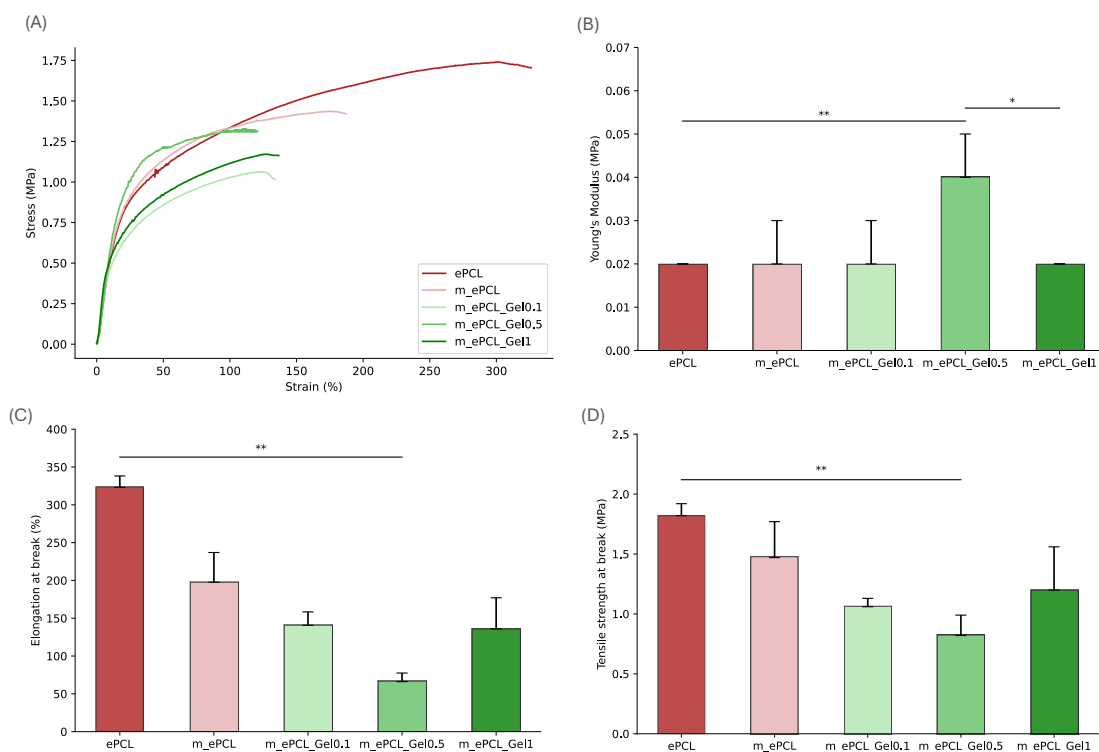 (A)
1.75
1.50
1.25
1.00
0.75
0.50
0.25
0.00
Stress (MPa)
0
50
100
150
200
250
300
Strain (%)
ePCL
m_ePCL
m_ePCL_Gel0.1
m_ePCL_Gel0.5
m_ePCL_Gel1
(B)
0.07
0.06
0.05
0.04
0.03
0.02
0.01
0.00
Young's Modulus (MPa)
**
*
ePCL
m_ePCL
m_ePCL_Gel0.1
m_ePCL_Gel0.5
m_ePCL_Gel1
(C)
400
350
300
250
200
150
100
50
0
Elongation at break (%)
**
ePCL
m_ePCL
m_ePCL_Gel0.1
m_ePCL_Gel0.5
m_ePCL_Gel1
(D)
2.5
2.0
1.5
1.0
0.5
0.0
Tensile strength at break (MPa)
**
ePCL
m_ePCL
m_ePCL_Gel0.1
m_ePCL_Gel0.5
m_ePCL_Gel1